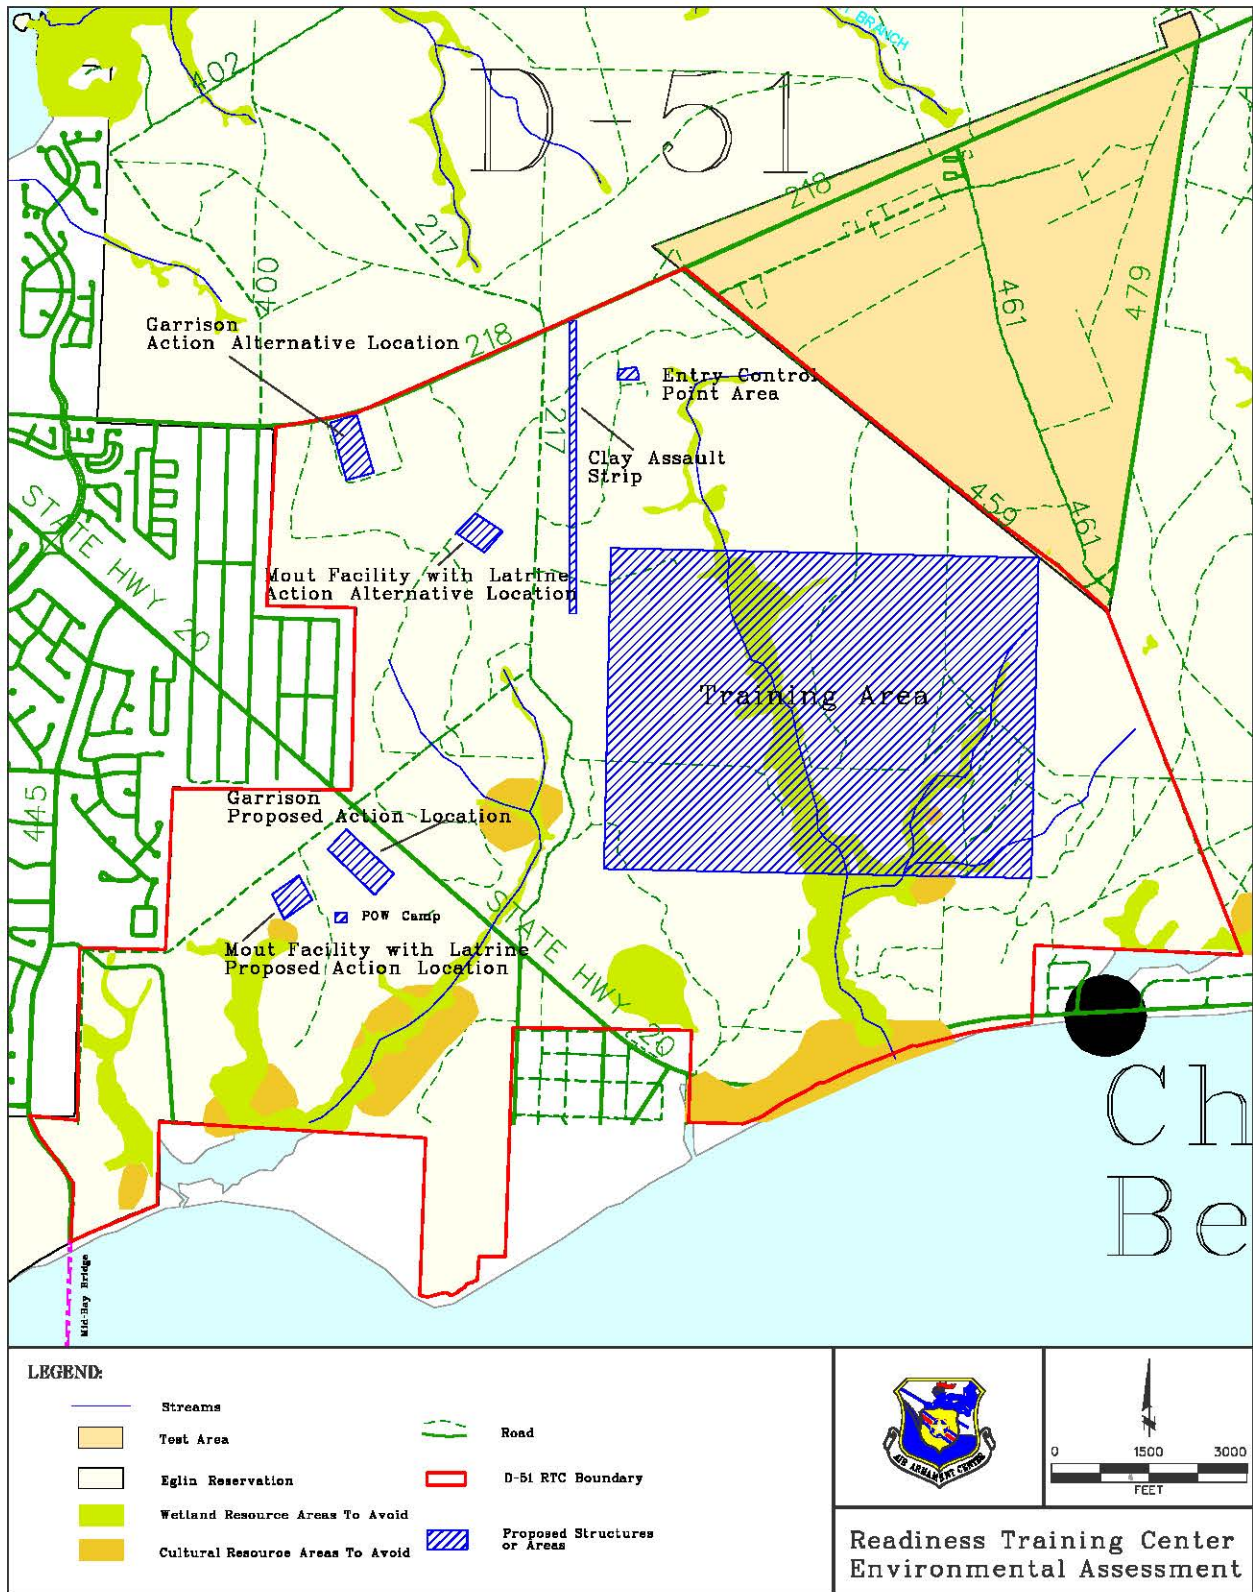 BRANCH
402
D-51
218
217
400
461
479
Garrison
Action Alternative Location
218
Entry Control
Point Area
217
Clay Assault
Strip
459
461
STATE HWY 20
Mout Facility with Latrine
Action Alternative Location
Training Area
445
Garrison
Proposed Action Location
POW Camp
STATE HWY 20
Mout Facility with Latrine
Proposed Action Location
Ch
Be
Mid-Bay Bridge
LEGEND:
Streams
Test Area
Eglin Reservation
Wetland Resource Areas To Avoid
Cultural Resource Areas To Avoid
Road
D-51 RTC Boundary
Proposed Structures
or Areas
AIR ARMAMENT CENTER
0 1500 3000
FEET
Readiness Training Center
Environmental Assessment